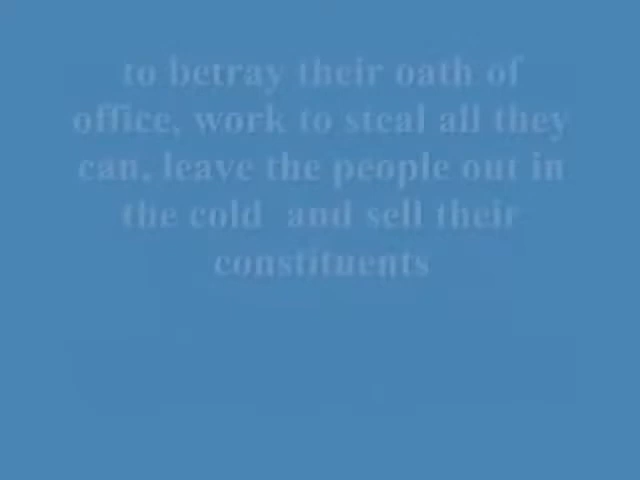 to betray their oath of
office, work to steal all they
can, leave the people out in
the cold  and sell their
constituents